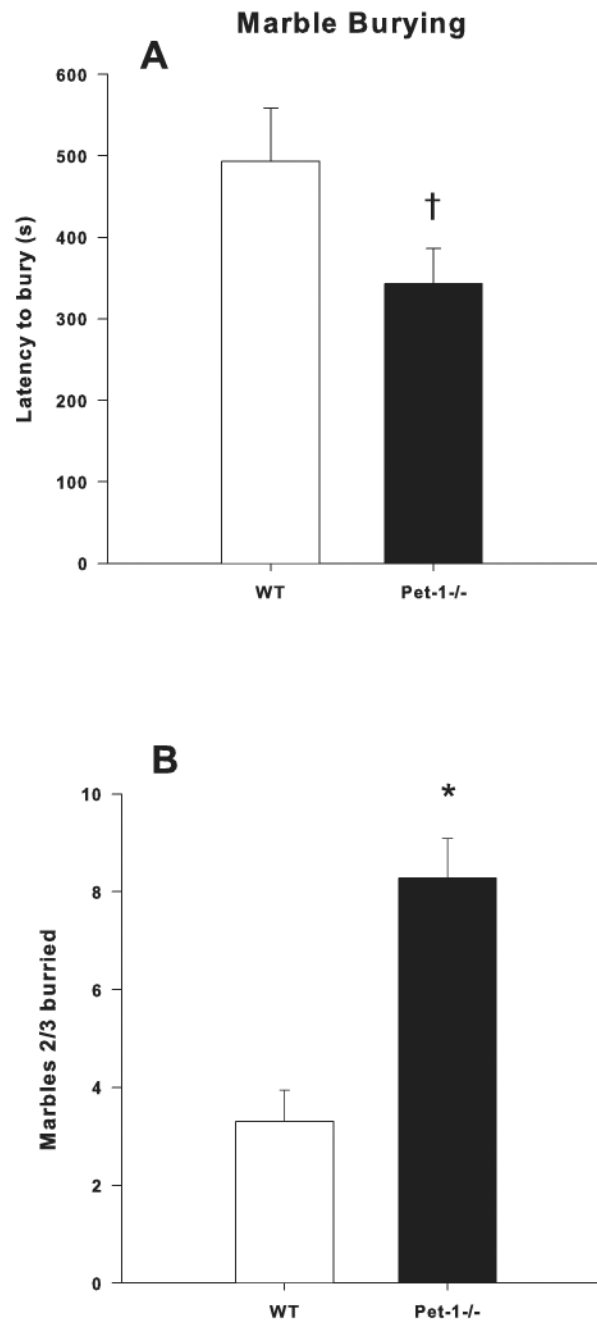 Marble Burying
A
600
500
400
300
200
100
0
Latency to bury (s)
†
WT Pet-1-/-
B
10
8
6
4
2
0
Marbles 2/3 burried
*
WT Pet-1-/-